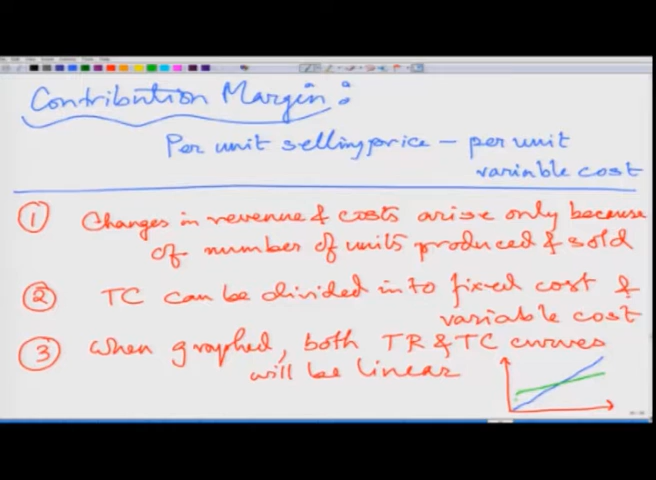 Contribution Margin :
Per unit selling price – per unit
variable cost
① Changes in revenue & costs arise only because
of number of units produced & sold
② TC can be divided into fixed cost &
variable cost
③ When graphed, both TR & TC curves
will be linear